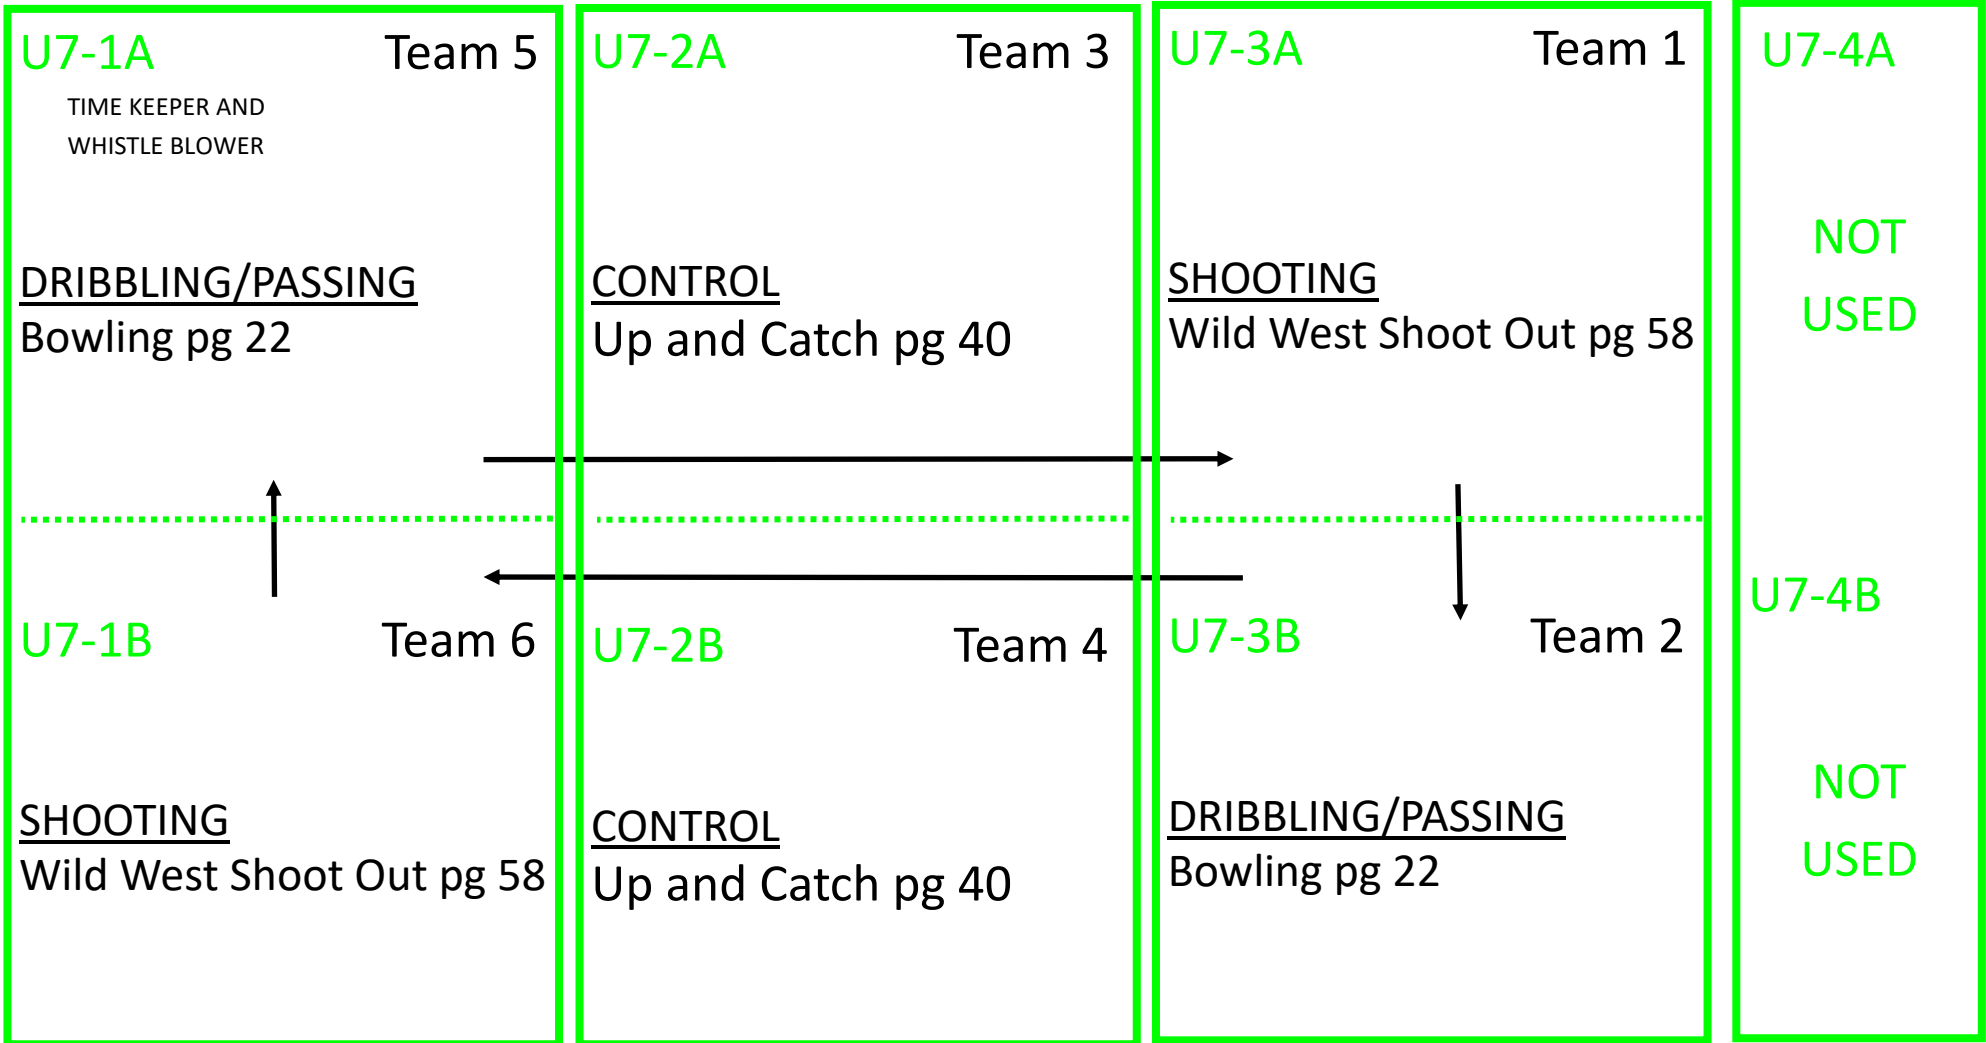 U7-1A Team 5
TIME KEEPER AND
WHISTLE BLOWER
DRIBBLING/PASSING
Bowling pg 22
U7-2A Team 3
CONTROL
Up and Catch pg 40
U7-3A Team 1
SHOOTING
Wild West Shoot Out pg 58
U7-4A
NOT
USED
U7-1B Team 6
SHOOTING
Wild West Shoot Out pg 58
U7-2B Team 4
CONTROL
Up and Catch pg 40
U7-3B Team 2
DRIBBLING/PASSING
Bowling pg 22
U7-4B
NOT
USED